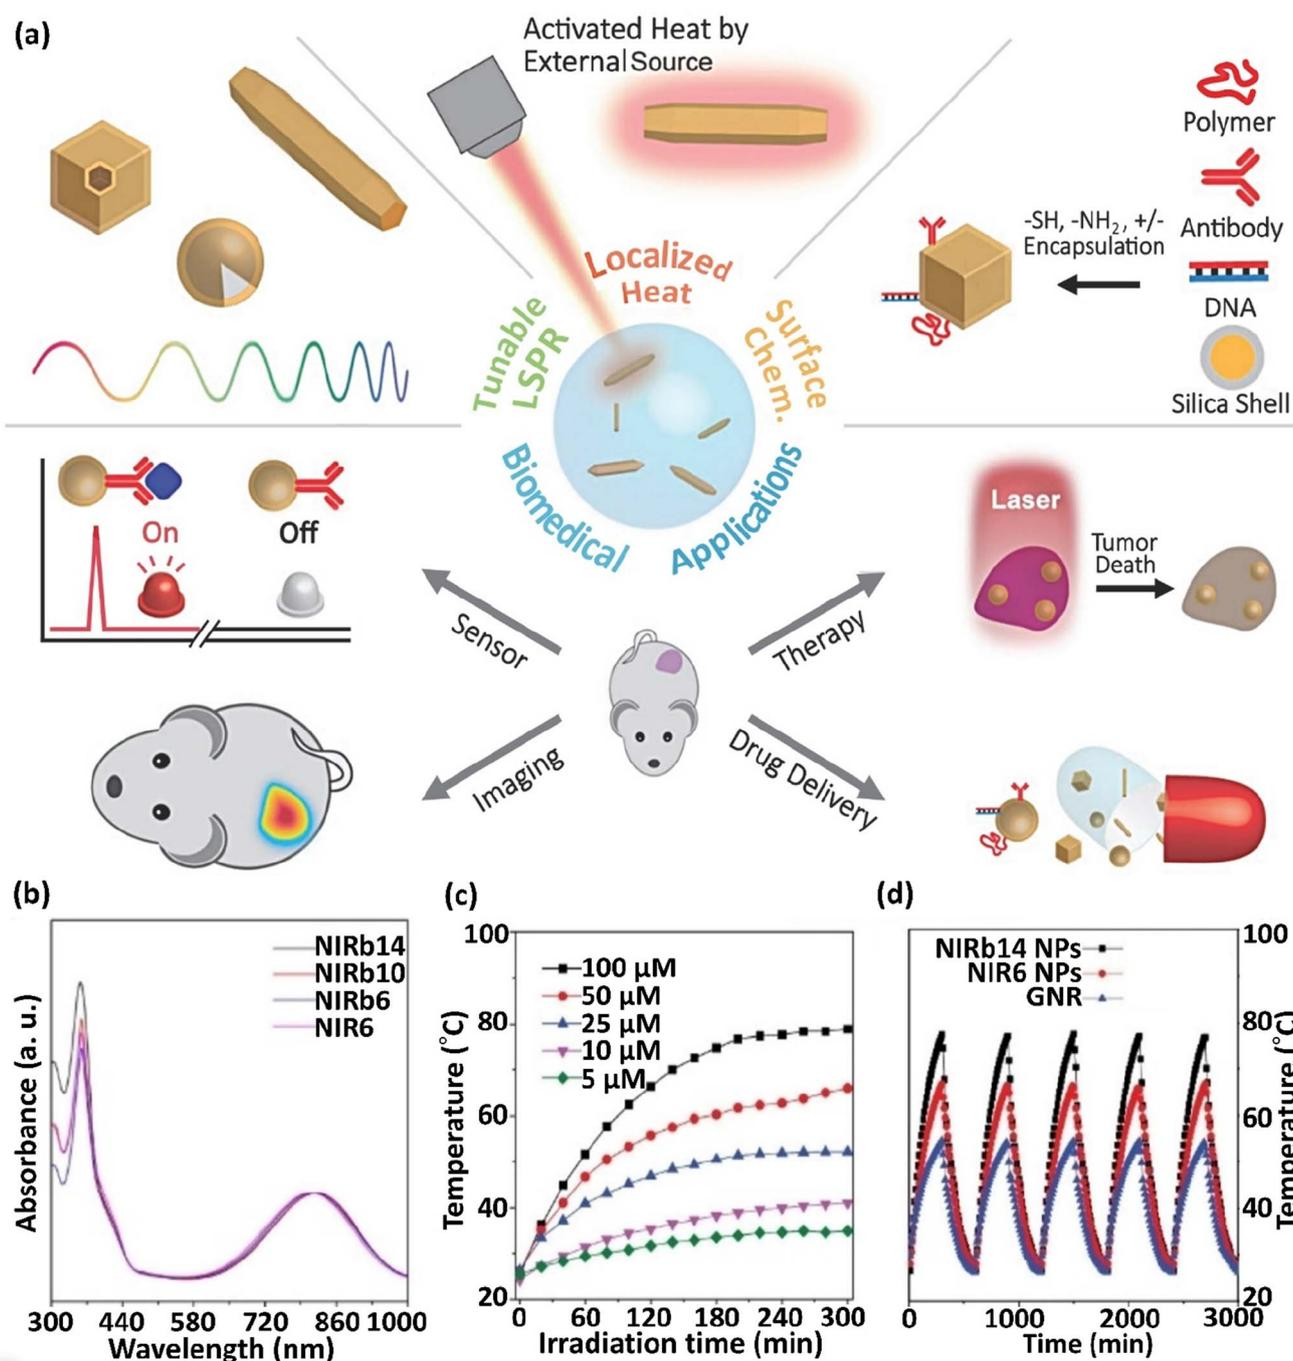 (a)
Activated Heat by
External Source
Polymer
Antibody
-SH, -NH₂, +/-
Encapsulation
DNA
Silica Shell
Localized
Heat
Tunable
LSPR
Surface
Chem.
Biomedical
Applications
On
Off
Laser
Tumor
Death
Sensor
Therapy
Imaging
Drug Delivery
(b)
NIRb14
NIRb10
NIRb6
NIR6
Absorbance (a. u.)
300 440 580 720 860 1000
Wavelength (nm)
(c)
100
80
60
40
20
100 µM
50 µM
25 µM
10 µM
5 µM
Temperature (°C)
0 60 120 180 240 300
Irradiation time (min)
(d)
NIRb14 NPs
NIR6 NPs
GNR
100
80
60
40
20
0 1000 2000 3000
Time (min)